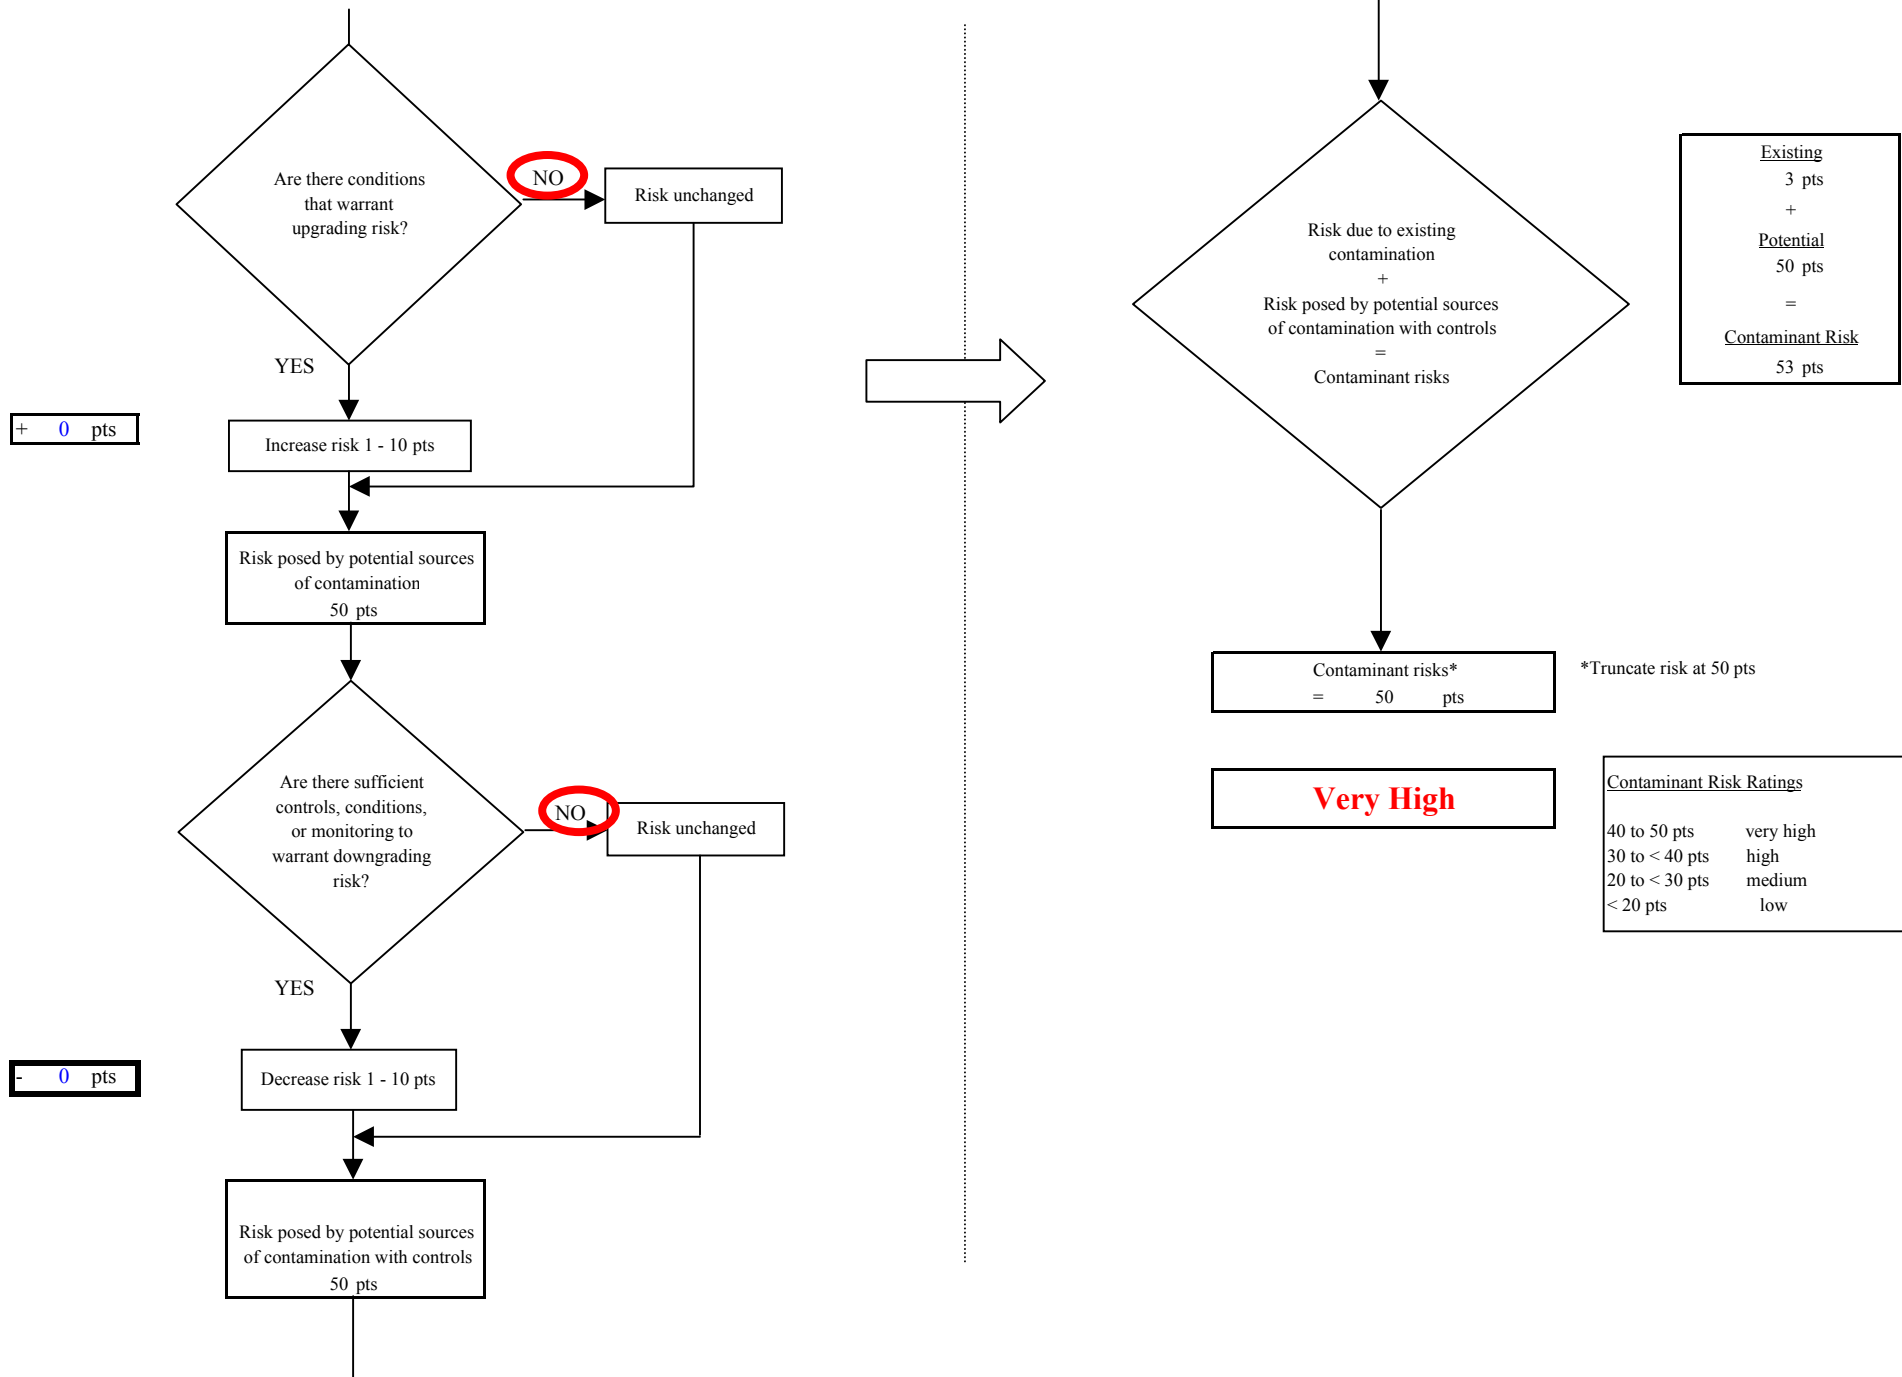 Are there conditions
that warrant
upgrading risk?
NO
Risk unchanged
YES
+ 0 pts
Increase risk 1 - 10 pts
Risk posed by potential sources
of contamination
50 pts
Are there sufficient
controls, conditions,
or monitoring to
warrant downgrading
risk?
NO
Risk unchanged
YES
- 0 pts
Decrease risk 1 - 10 pts
Risk posed by potential sources
of contamination with controls
50 pts
Risk due to existing
contamination
+
Risk posed by potential sources
of contamination with controls
=
Contaminant risks
Existing
3 pts
+
Potential
50 pts
=
Contaminant Risk
53 pts
Contaminant risks*
= 50 pts
*Truncate risk at 50 pts
Very High
Contaminant Risk Ratings
40 to 50 pts very high
30 to < 40 pts high
20 to < 30 pts medium
< 20 pts low